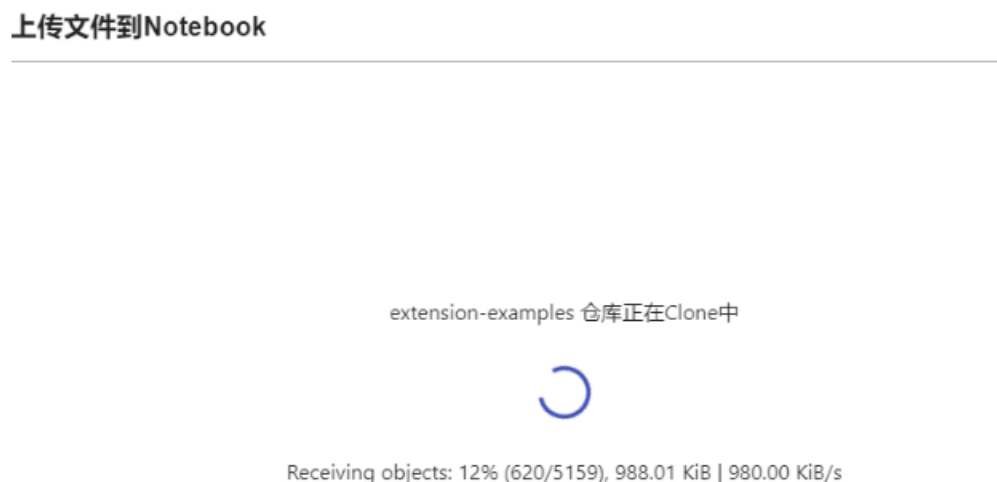 上传文件到Notebook
extension-examples 仓库正在Clone中
Receiving objects: 12% (620/5159), 988.01 KiB | 980.00 KiB/s